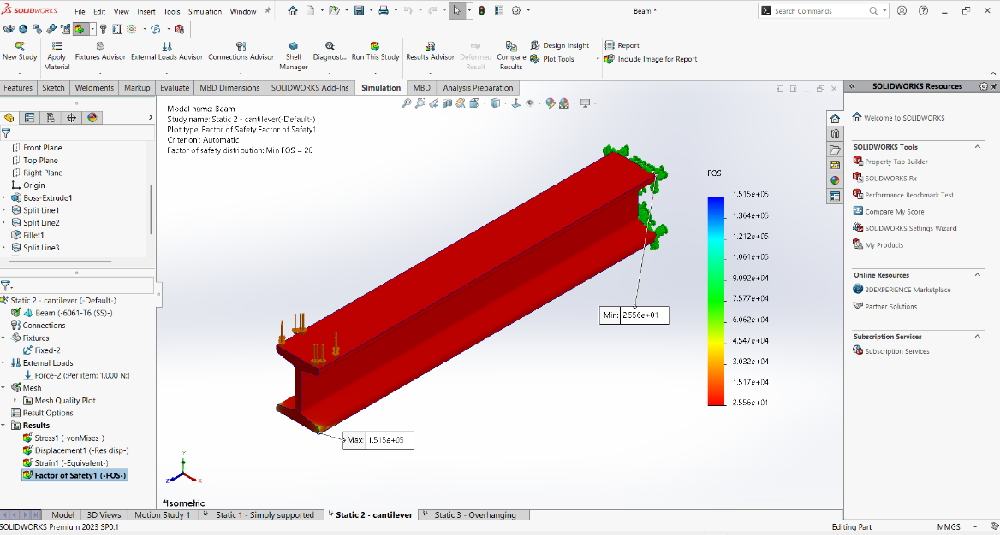 SOLIDWORKS File Edit View Insert Tools Simulation Window Beam * Search Commands
New Study
Apply Material
Fixtures Advisor
External Loads Advisor
Connections Advisor
Shell Manager
Diagnost...
Run This Study
Results Advisor
Deformed Result
Compare Results
Design Insight
Plot Tools
Report
Include Image for Report
Features Sketch Weldments Markup Evaluate MBD Dimensions SOLIDWORKS Add-Ins Simulation MBD Analysis Preparation
Front Plane
Top Plane
Right Plane
Origin
Boss-Extrude1
Split Line1
Split Line2
Fillet1
Split Line3
Static 2 - cantilever (-Default-)
Beam (-6061-T6 (SS)-)
Connections
Fixtures
Fixed-2
External Loads
Force-2 (:Per item: 1,000 N:)
Mesh
Mesh Quality Plot
Result Options
Results
Stress1 (-vonMises-)
Displacement1 (-Res disp-)
Strain1 (-Equivalent-)
Factor of Safety1 (-FOS-)
Model name: Beam
Study name: Static 2 - cantilever(-Default-)
Plot type: Factor of Safety Factor of Safety1
Criterion : Automatic
Factor of safety distribution: Min FOS = 26
Min: 2.556e+01
Max: 1.515e+05
FOS
1.515e+05
1.364e+05
1.212e+05
1.061e+05
9.092e+04
7.577e+04
6.062e+04
4.547e+04
3.032e+04
1.517e+04
2.556e+01
Y
Z
X
*Isometric
SOLIDWORKS Resources
Welcome to SOLIDWORKS
SOLIDWORKS Tools
Property Tab Builder
SOLIDWORKS Rx
Performance Benchmark Test
Compare My Score
SOLIDWORKS Settings Wizard
My Products
Online Resources
3DEXPERIENCE Marketplace
Partner Solutions
Subscription Services
Subscription Services
Model 3D Views Motion Study 1 Static 1 - Simply supported Static 2 - cantilever Static 3 - Overhanging
SOLIDWORKS Premium 2023 SP0.1 Editing Part MMGS